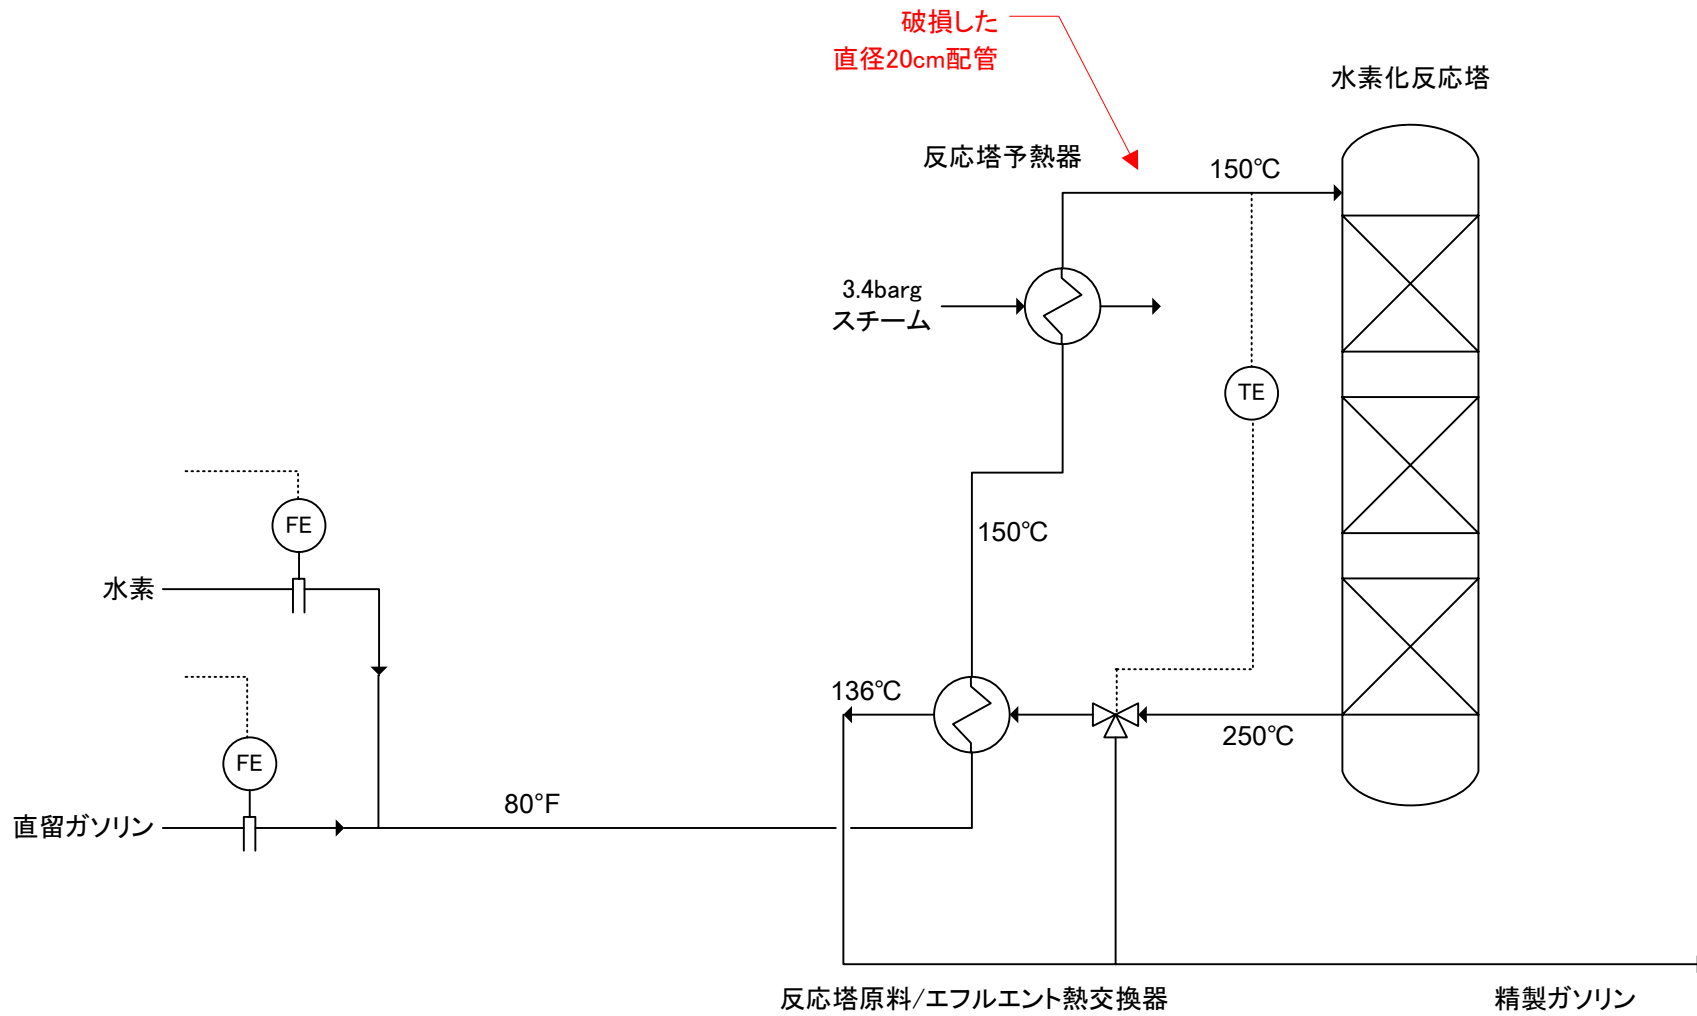 破損した
直径20cm配管
水素化反応塔
反応塔予熱器
150℃
3.4barg
スチーム
TE
FE
150℃
水素
136℃
250℃
FE
80°F
直留ガソリン
反応塔原料/エフルエント熱交換器
精製ガソリン